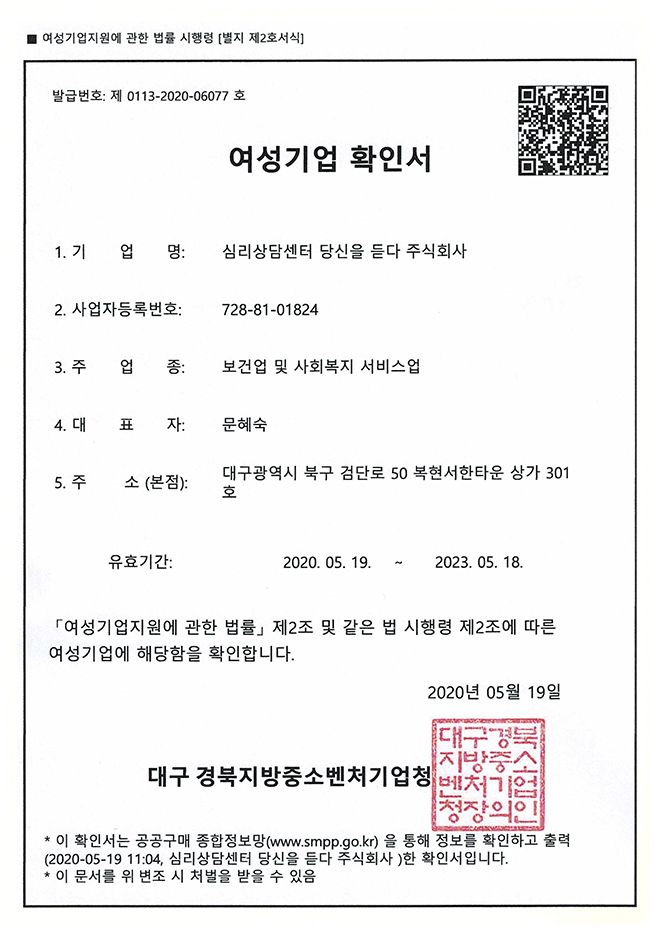 ■ 여성기업지원에 관한 법률 시행령 [별지 제2호서식]
발급번호: 제 0113-2020-06077 호
여성기업 확인서
1. 기 업 명: 심리상담센터 당신을 듣다 주식회사
2. 사업자등록번호: 728-81-01824
3. 주 업 종: 보건업 및 사회복지 서비스업
4. 대 표 자: 문혜숙
5. 주 소 (본점): 대구광역시 북구 검단로 50 복현서한타운 상가 301
호
유효기간: 2020. 05. 19. ~ 2023. 05. 18.
「여성기업지원에 관한 법률」 제2조 및 같은 법 시행령 제2조에 따른
여성기업에 해당함을 확인합니다.
2020년 05월 19일
대구 경북지방중소벤처기업청
대구경북
지방중소
벤처기업
청장의인
* 이 확인서는 공공구매 종합정보망(www.smpp.go.kr) 을 통해 정보를 확인하고 출력
(2020-05-19 11:04, 심리상담센터 당신을 듣다 주식회사 )한 확인서입니다.
* 이 문서를 위 변조 시 처벌을 받을 수 있음